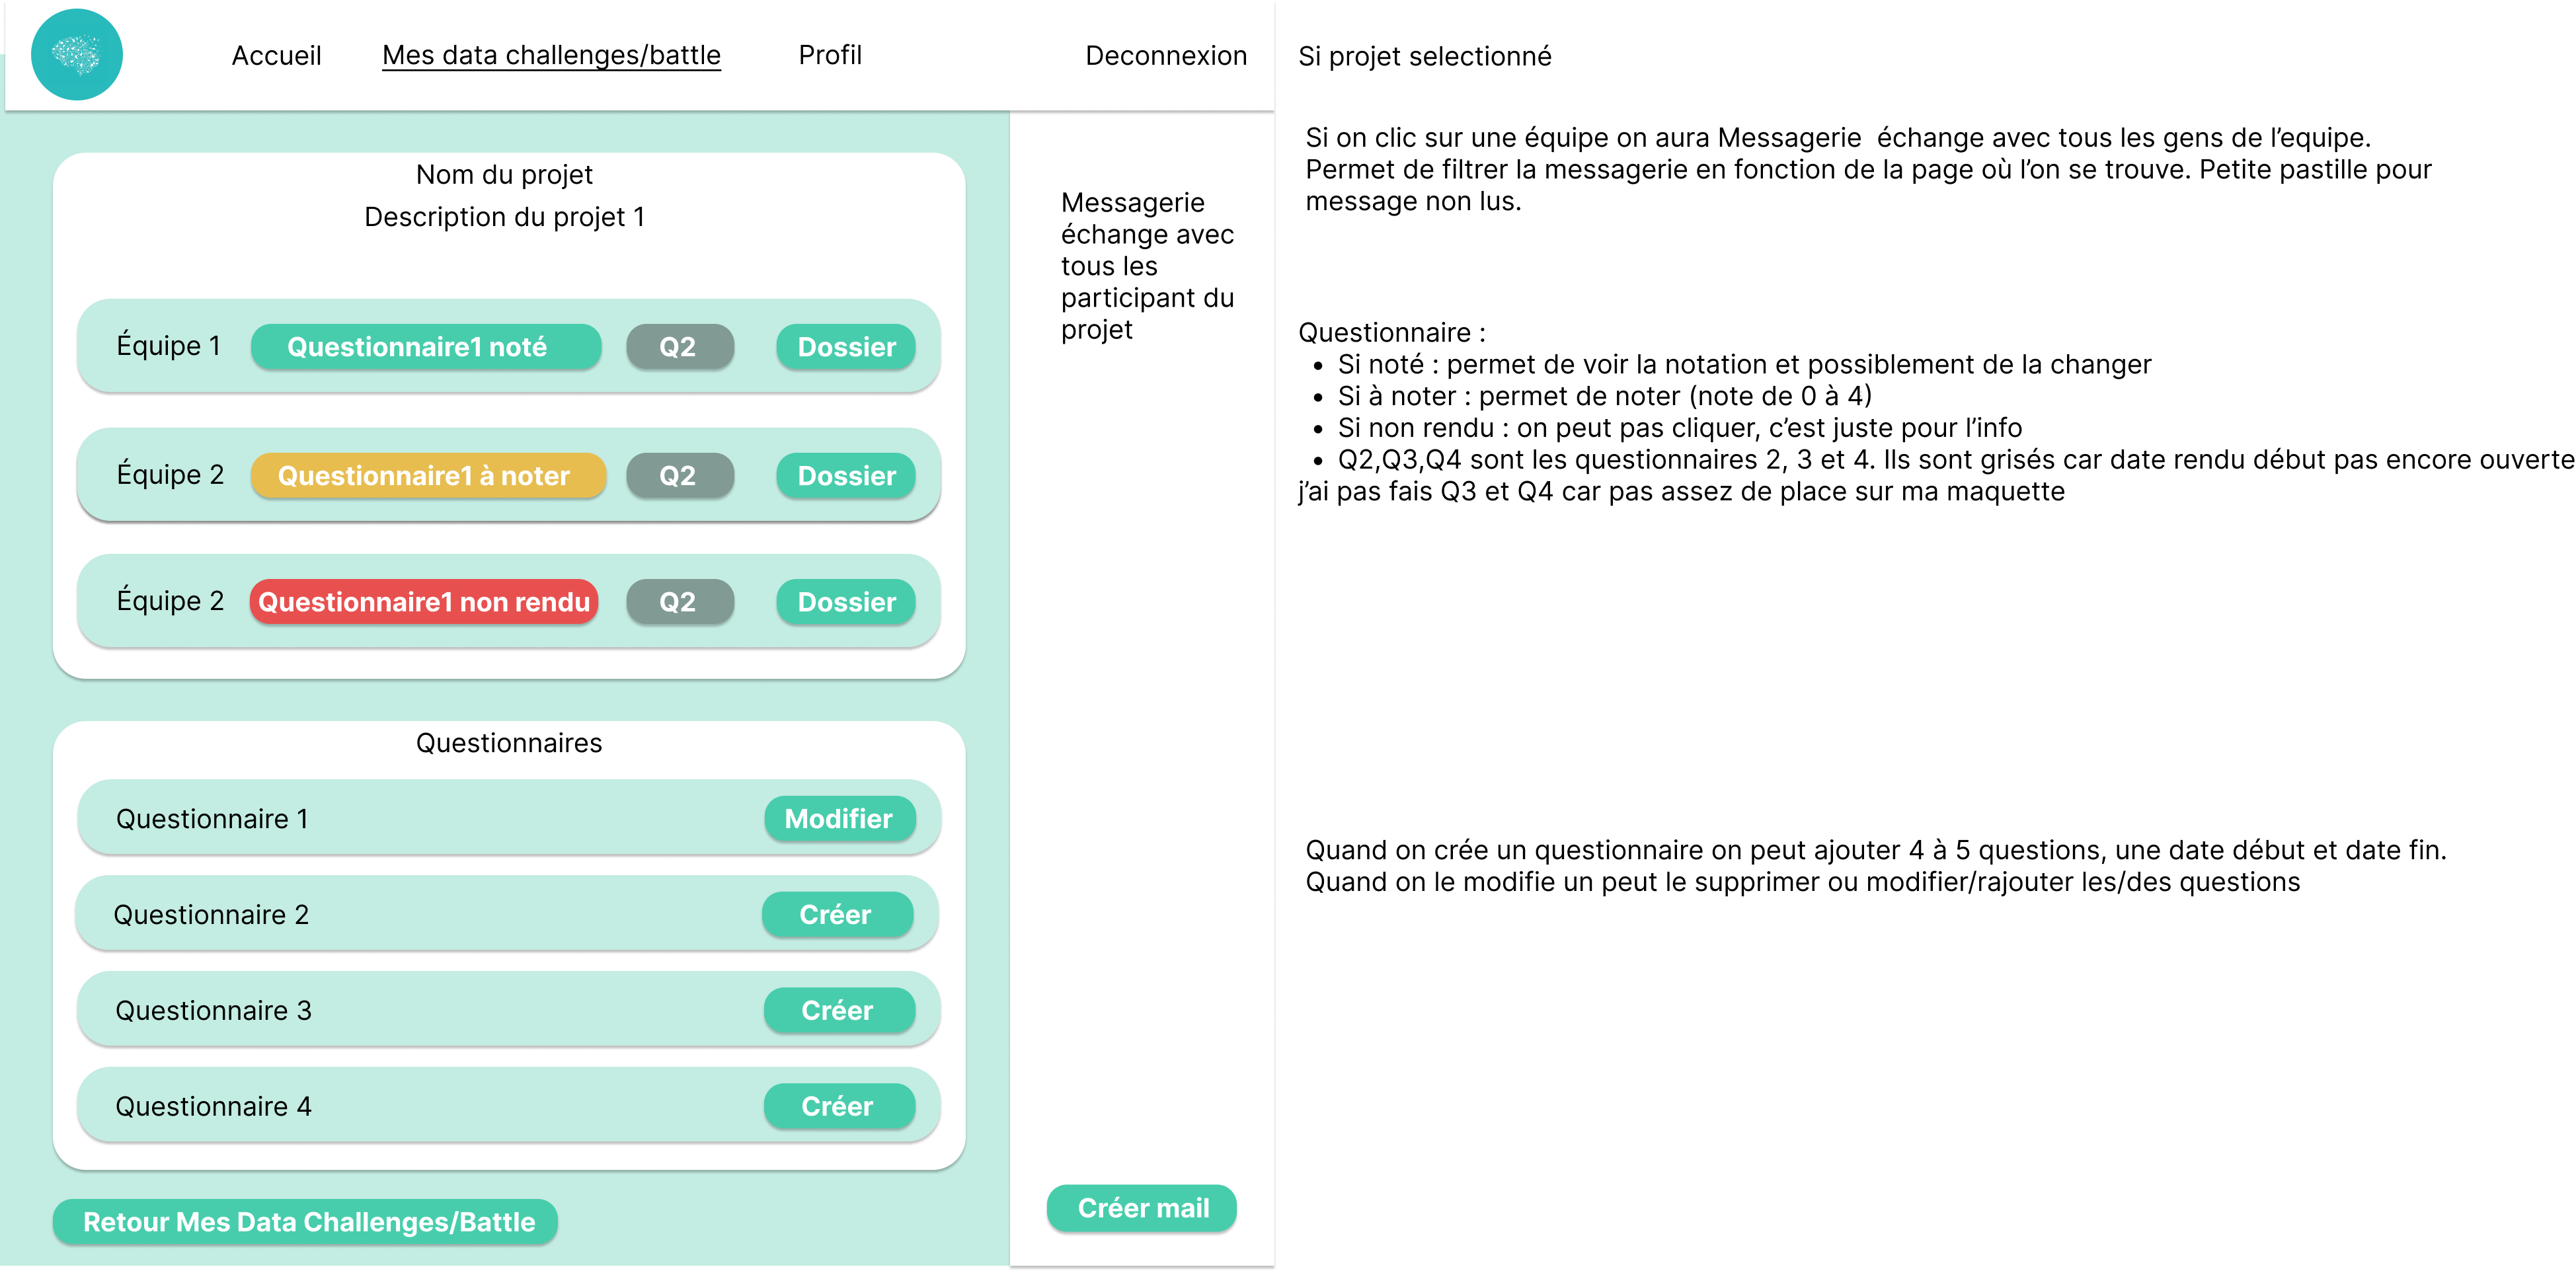 Accueil
Mes data challenges/battle
Profil
Deconnexion
Nom du projet
Description du projet 1
Équipe 1
Questionnaire1 noté
Q2
Dossier
Équipe 2
Questionnaire1 à noter
Q2
Dossier
Équipe 2
Questionnaire1 non rendu
Q2
Dossier
Questionnaires
Questionnaire 1
Modifier
Questionnaire 2
Créer
Questionnaire 3
Créer
Questionnaire 4
Créer
Retour Mes Data Challenges/Battle
Messagerie
échange avec
tous les
participant du
projet
Créer mail
Si projet selectionné
Si on clic sur une équipe on aura Messagerie  échange avec tous les gens de l’equipe.
Permet de filtrer la messagerie en fonction de la page où l’on se trouve. Petite pastille pour
message non lus.
Questionnaire :
• Si noté : permet de voir la notation et possiblement de la changer
• Si à noter : permet de noter (note de 0 à 4)
• Si non rendu : on peut pas cliquer, c’est juste pour l’info
• Q2,Q3,Q4 sont les questionnaires 2, 3 et 4. Ils sont grisés car date rendu début pas encore ouverte
j’ai pas fais Q3 et Q4 car pas assez de place sur ma maquette
Quand on crée un questionnaire on peut ajouter 4 à 5 questions, une date début et date fin.
Quand on le modifie un peut le supprimer ou modifier/rajouter les/des questions